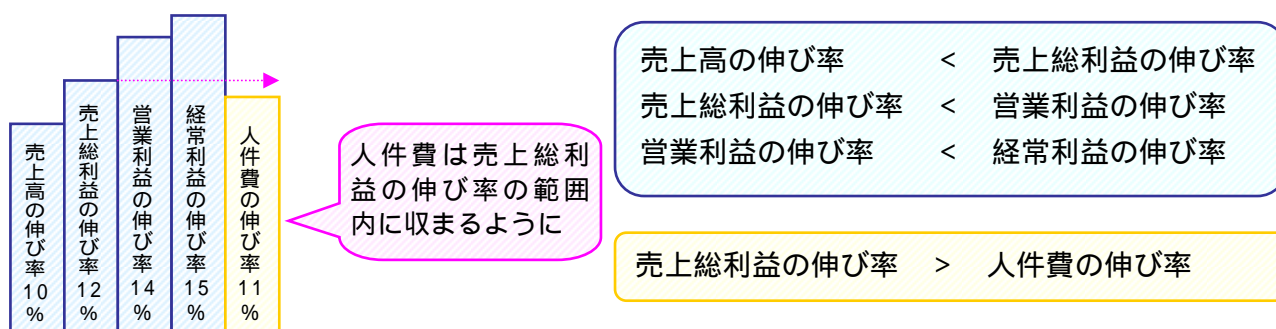 売上高の伸び率10%
売上総利益の伸び率12%
営業利益の伸び率14%
経常利益の伸び率15%
人件費の伸び率11%
人件費は売上総利
益の伸び率の範囲
内に収まるように
売上高の伸び率 < 売上総利益の伸び率
売上総利益の伸び率 < 営業利益の伸び率
営業利益の伸び率 < 経常利益の伸び率
売上総利益の伸び率 > 人件費の伸び率